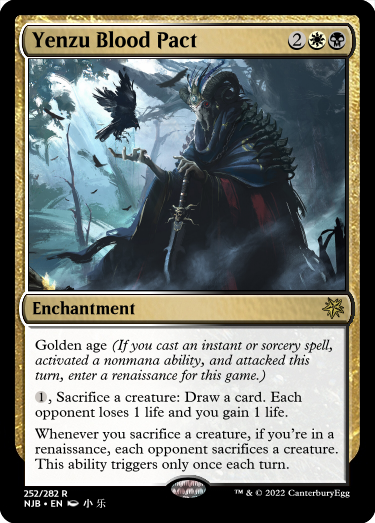 Yenzu Blood Pact 2
Enchantment
Golden age (If you cast an instant or sorcery spell,
activated a nonmana ability, and attacked this
turn, enter a renaissance for this game.)
1, Sacrifice a creature: Draw a card. Each
opponent loses 1 life and you gain 1 life.
Whenever you sacrifice a creature, if you're in a
renaissance, each opponent sacrifices a creature.
This ability triggers only once each turn.
252/282 R
NJB • EN 小 乐
™ & © 2022 CanterburyEgg